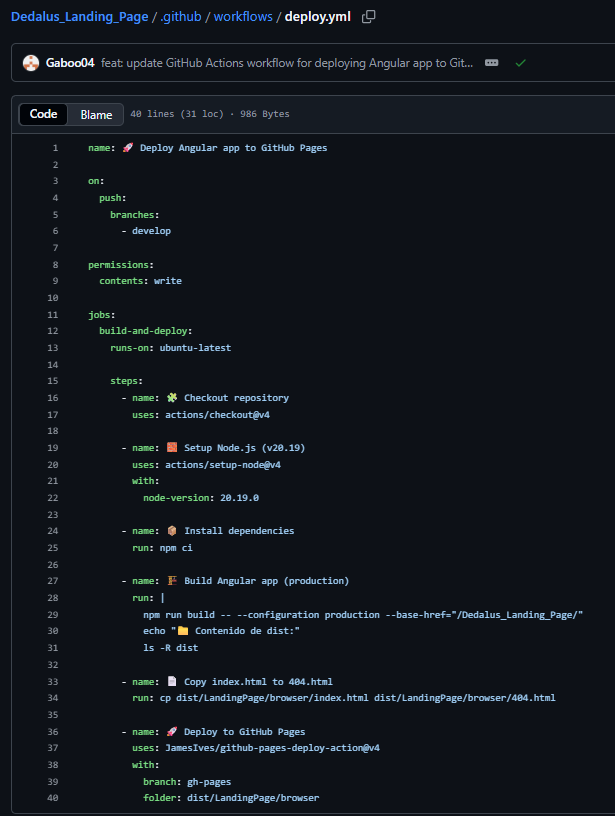 Dedalus_Landing_Page / .github / workflows / deploy.yml
Gaboo04 feat: update GitHub Actions workflow for deploying Angular app to Git...
Code Blame 40 lines (31 loc) · 986 Bytes
1 name: 🚀 Deploy Angular app to GitHub Pages
2
3 on:
4 push:
5 branches:
6 - develop
7
8 permissions:
9 contents: write
10
11 jobs:
12 build-and-deploy:
13 runs-on: ubuntu-latest
14
15 steps:
16 - name: 🧩 Checkout repository
17 uses: actions/checkout@v4
18
19 - name: 🧱 Setup Node.js (v20.19)
20 uses: actions/setup-node@v4
21 with:
22 node-version: 20.19.0
23
24 - name: 📦 Install dependencies
25 run: npm ci
26
27 - name: 🏗 Build Angular app (production)
28 run: |
29 npm run build -- --configuration production --base-href="/Dedalus_Landing_Page/"
30 echo "📁 Contenido de dist:"
31 ls -R dist
32
33 - name: 📄 Copy index.html to 404.html
34 run: cp dist/LandingPage/browser/index.html dist/LandingPage/browser/404.html
35
36 - name: 🚀 Deploy to GitHub Pages
37 uses: JamesIves/github-pages-deploy-action@v4
38 with:
39 branch: gh-pages
40 folder: dist/LandingPage/browser